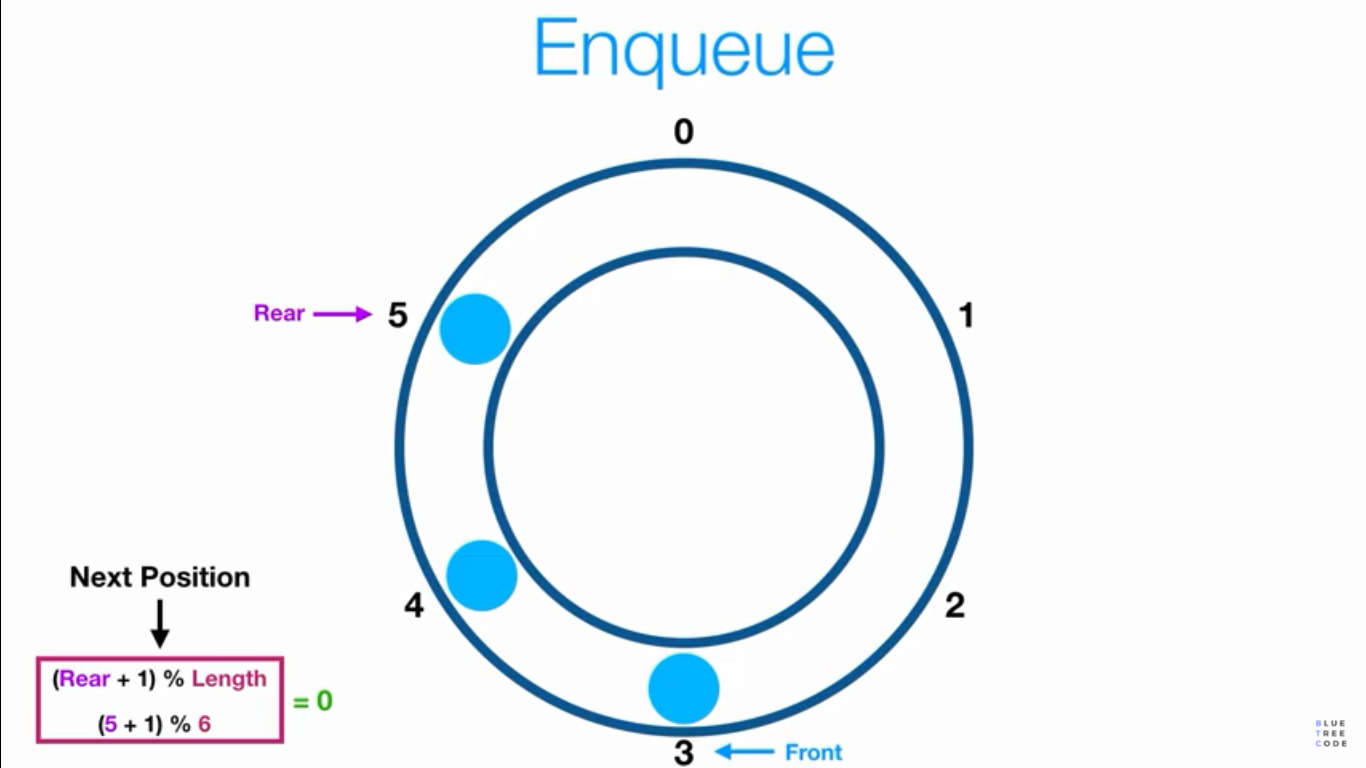 Enqueue
0
Rear
5
1
Next Position
4
2
(Rear + 1) % Length
(5 + 1) % 6
= 0
3
Front
BLUE
TREE
CODE